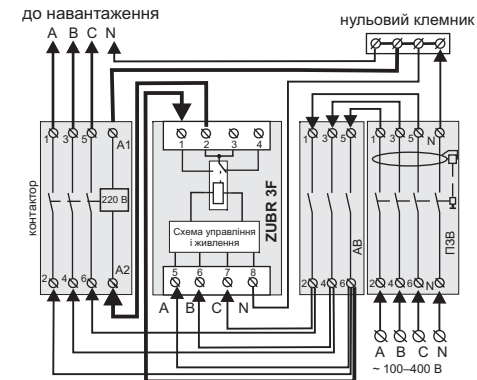 до навантаження
нульовий клемник
A B C N
1 3 5 A1
1 2 3 4
1 3 5
1 3 5 N
контактор
220 В
ZUBR 3F
Схема управління
і живлення
АВ
ПЗВ
2 4 6 A2
5 6 7 8
2 4 6
2 4 6 N
A B C N
A B C N
~ 100–400 В